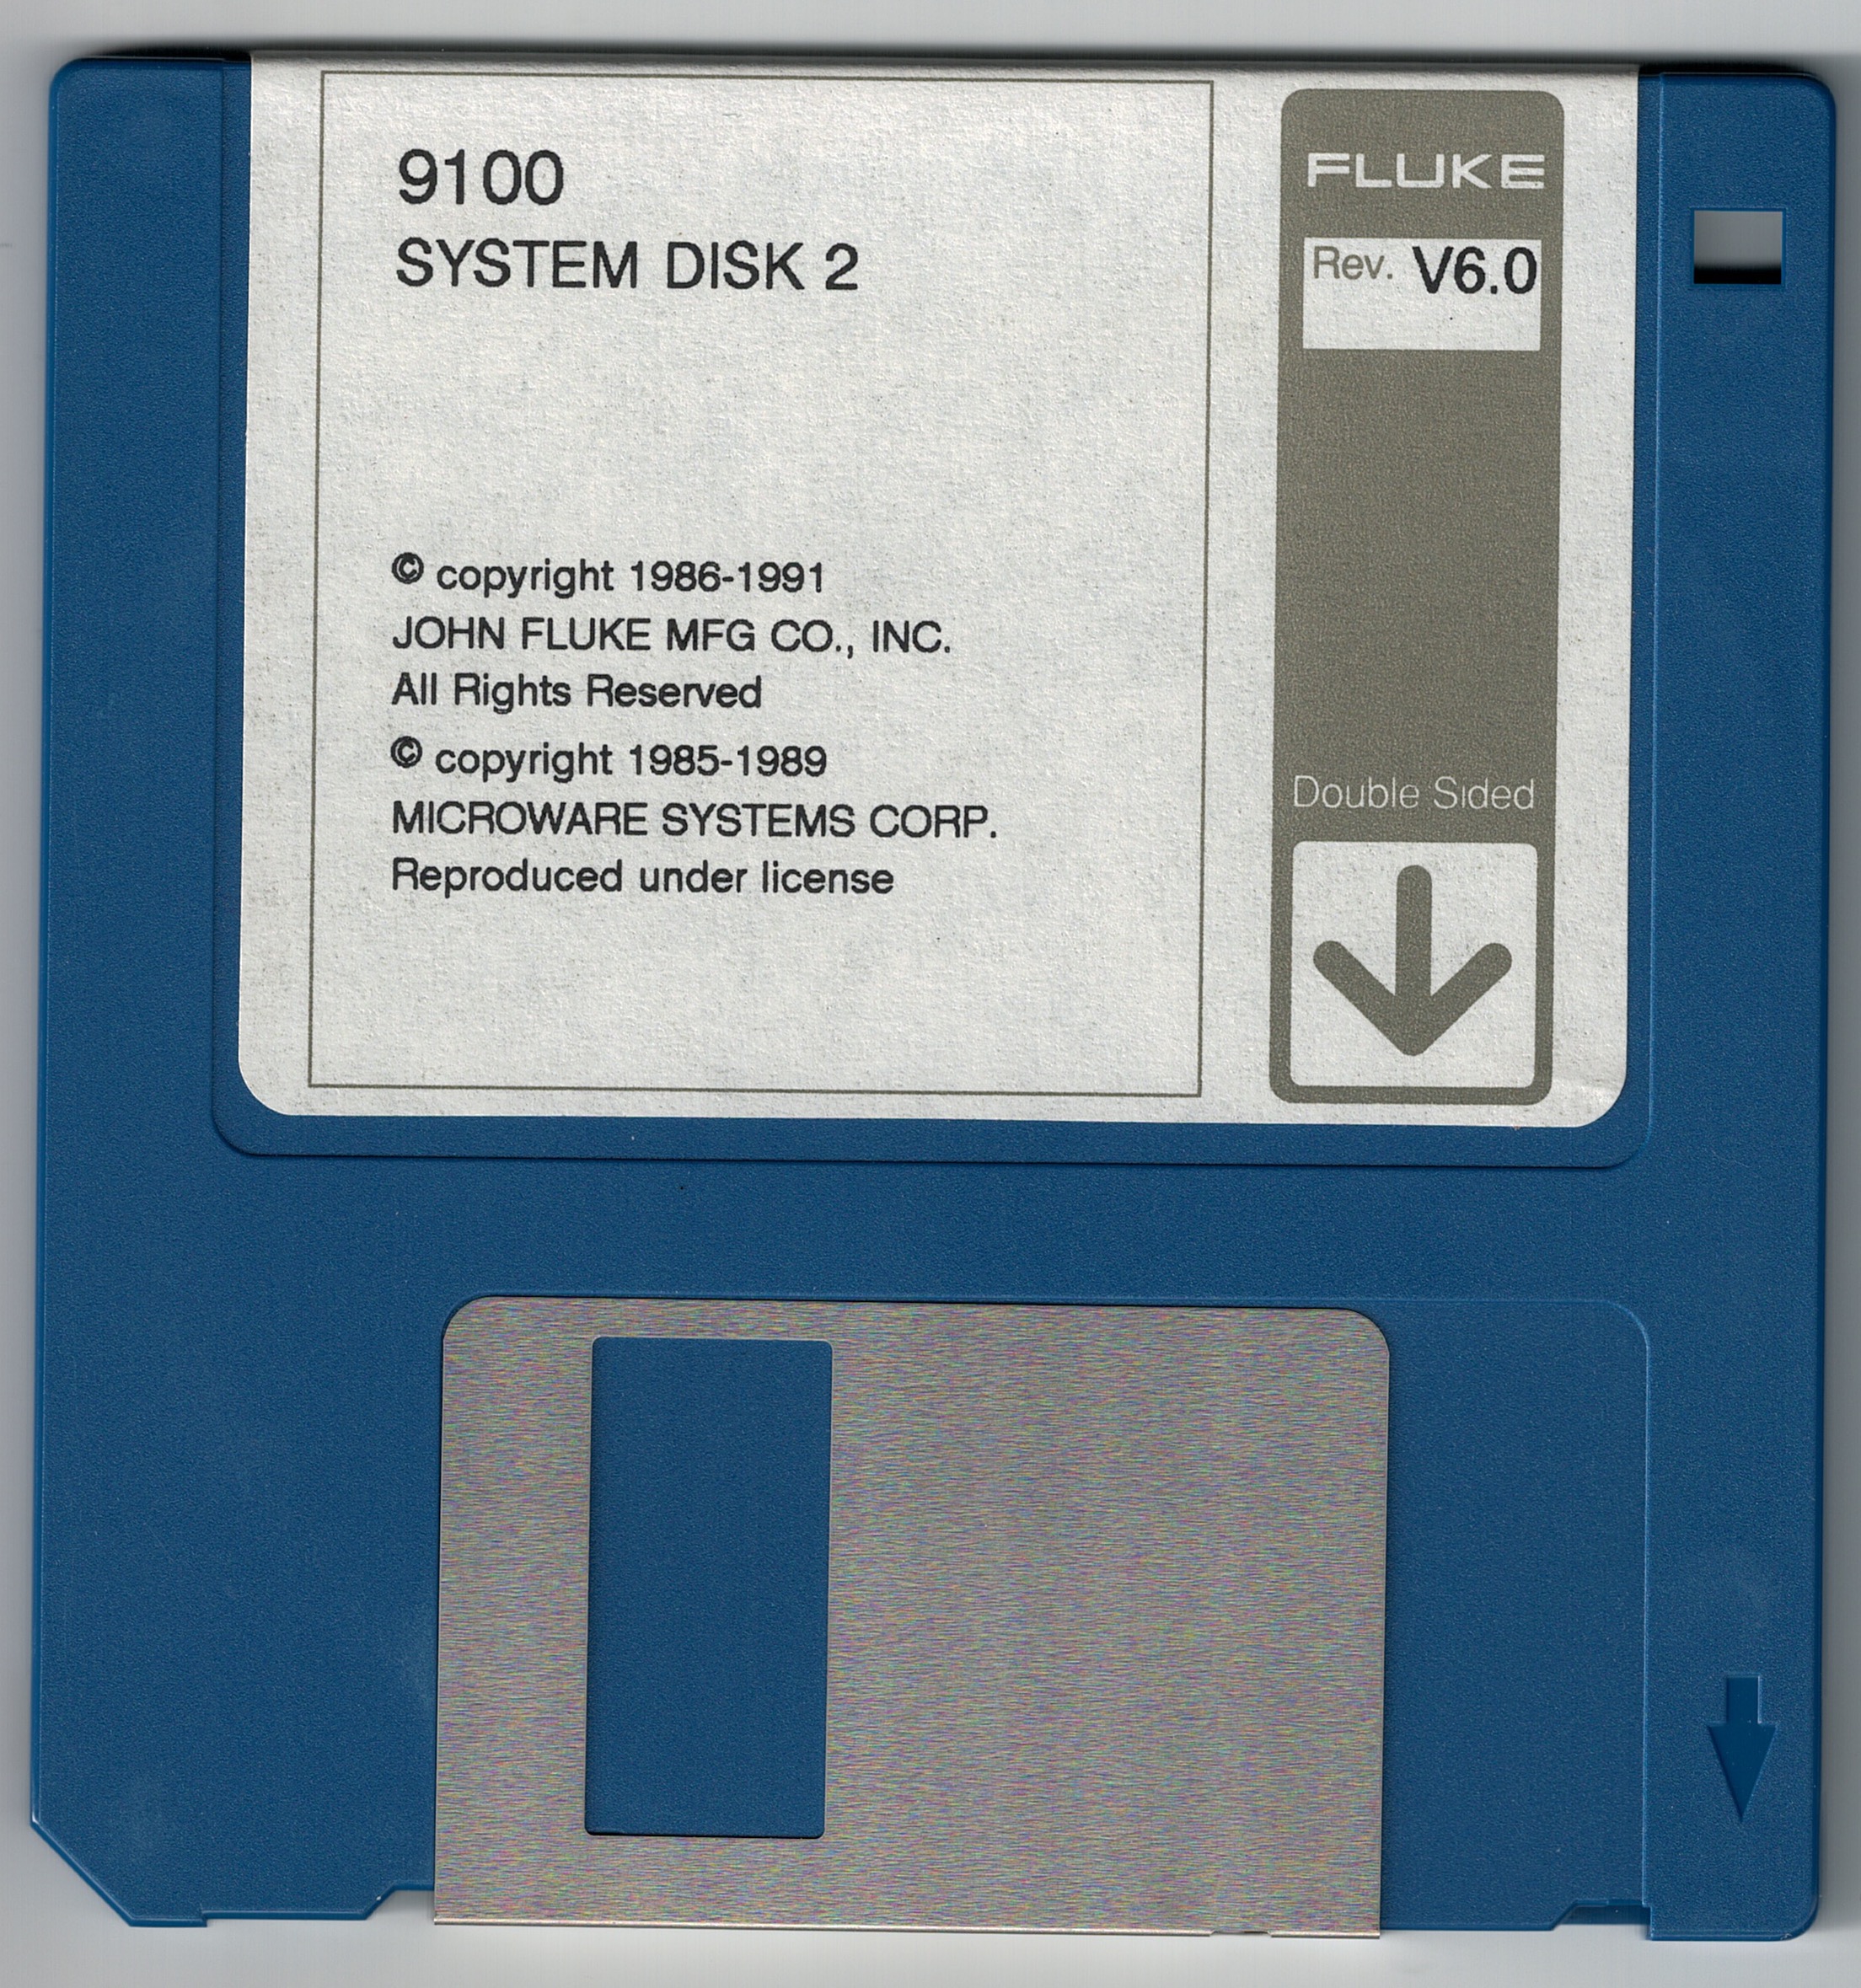 9100
SYSTEM DISK 2
© copyright 1986-1991
JOHN FLUKE MFG CO., INC.
All Rights Reserved
© copyright 1985-1989
MICROWARE SYSTEMS CORP.
Reproduced under license
FLUKE
Rev. V6.0
Double Sided